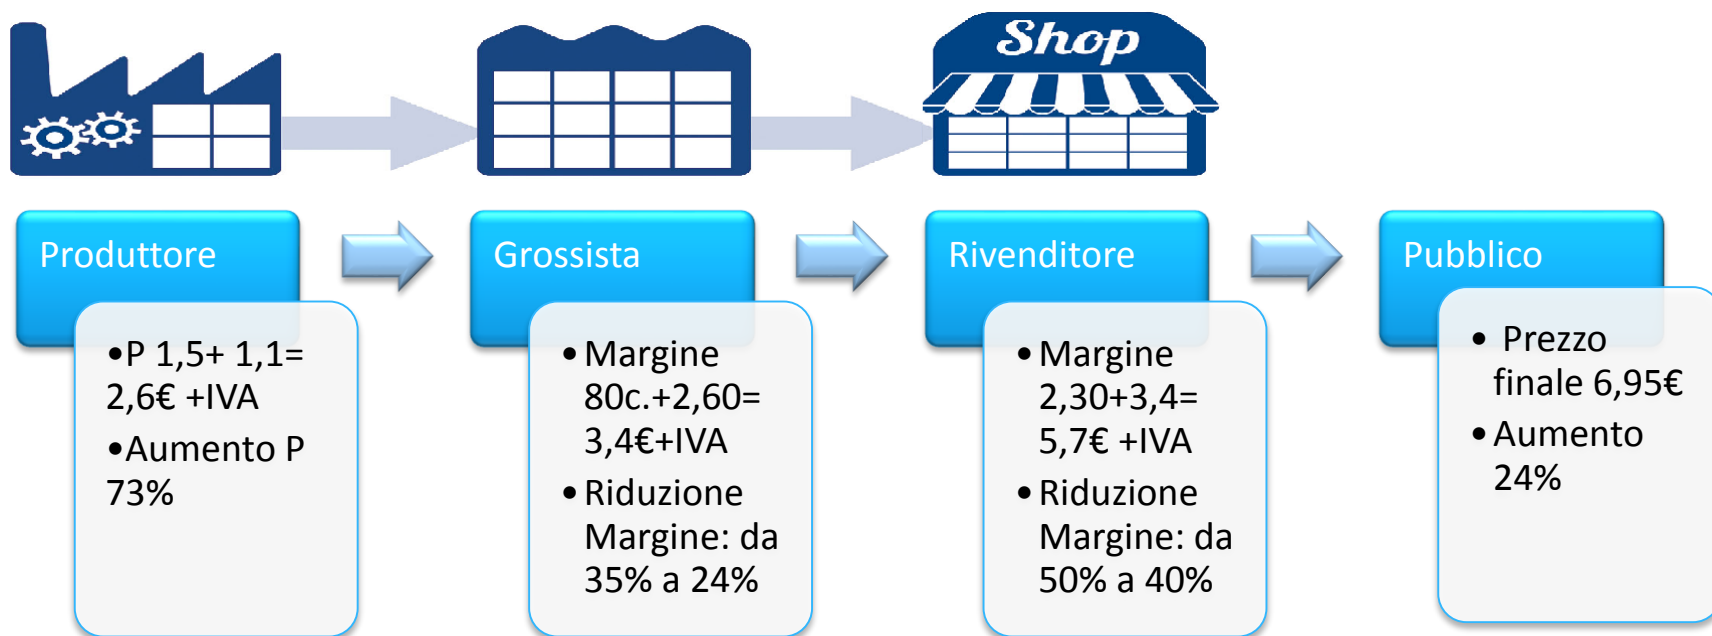 Shop
Produttore
•P 1,5+ 1,1=
2,6€ +IVA
•Aumento P
73%
Grossista
• Margine
80c.+2,60=
3,4€+IVA
• Riduzione
Margine: da
35% a 24%
Rivenditore
• Margine
2,30+3,4=
5,7€ +IVA
• Riduzione
Margine: da
50% a 40%
Pubblico
• Prezzo
finale 6,95€
• Aumento
24%